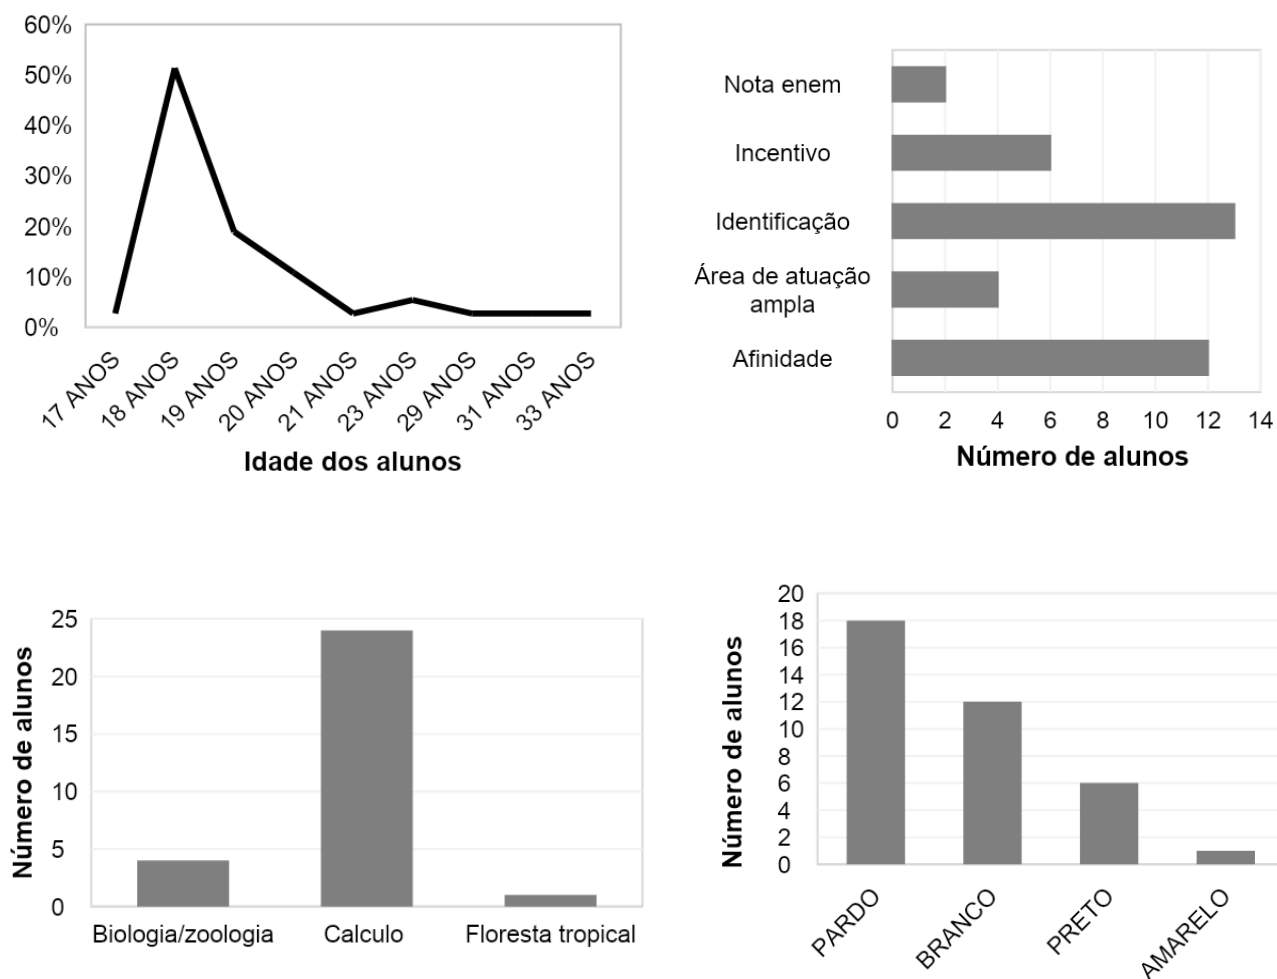 60%
50%
40%
30%
20%
10%
0%
17 ANOS
18 ANOS
19 ANOS
20 ANOS
21 ANOS
23 ANOS
29 ANOS
31 ANOS
33 ANOS
Idade dos alunos
Nota enem
Incentivo
Identificação
Área de atuação
ampla
Afinidade
0 2 4 6 8 10 12 14
Número de alunos
Número de alunos
25
20
15
10
5
0
Biologia/zoologia Calculo Floresta tropical
Número de alunos
20
18
16
14
12
10
8
6
4
2
0
PARDO
BRANCO
PRETO
AMARELO